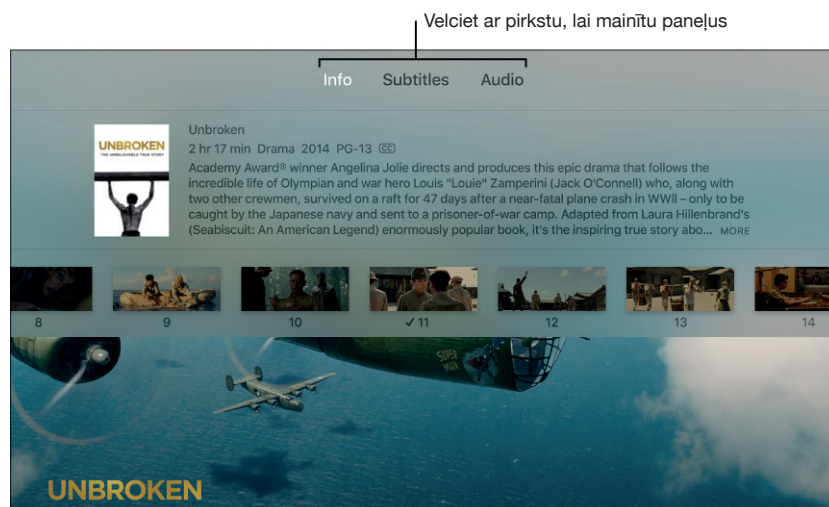 Velciet ar pirkstu, lai mainītu paneļus
Info Subtitles Audio
UNBROKEN
THE UNBELIEVABLE TRUE STORY
Unbroken
2 hr 17 min Drama 2014 PG-13 CC
Academy Award® winner Angelina Jolie directs and produces this epic drama that follows the
incredible life of Olympian and war hero Louis "Louie" Zamperini (Jack O'Connell) who, along with
two other crewmen, survived on a raft for 47 days after a near-fatal plane crash in WWII – only to be
caught by the Japanese navy and sent to a prisoner-of-war camp. Adapted from Laura Hillenbrand's
(Seabiscuit: An American Legend) enormously popular book, it's the inspiring true story abo... MORE
8 9 10 ✓ 11 12 13 14
SUPER
MAN
UNBROKEN